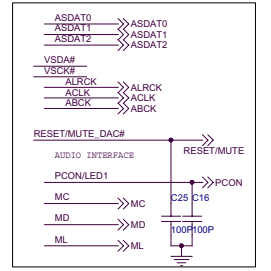 ASDAT0 ASDAT0
ASDAT1 ASDAT1
ASDAT2 ASDAT2
VSDA#
VSCK#
ALRCK ALRCK
ACLK ACLK
ABCK ABCK
RESET/MUTE_DAC#
RESET/MUTE
AUDIO INTERFACE
PCON/LED1 PCON
C25 C16
MC MC
MD MD
100P 100P
ML ML